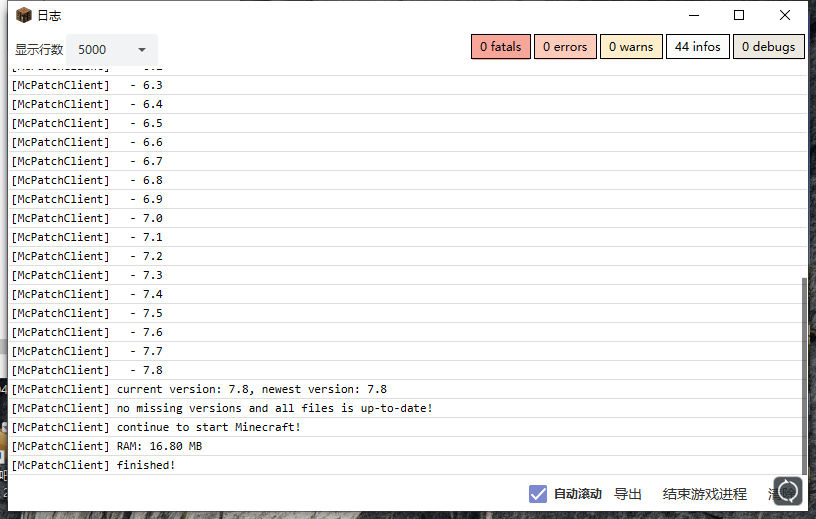 日志
显示行数 5000 0 fatals 0 errors 0 warns 44 infos 0 debugs
[McPatchClient] - 6.3
[McPatchClient] - 6.4
[McPatchClient] - 6.5
[McPatchClient] - 6.6
[McPatchClient] - 6.7
[McPatchClient] - 6.8
[McPatchClient] - 6.9
[McPatchClient] - 7.0
[McPatchClient] - 7.1
[McPatchClient] - 7.2
[McPatchClient] - 7.3
[McPatchClient] - 7.4
[McPatchClient] - 7.5
[McPatchClient] - 7.6
[McPatchClient] - 7.7
[McPatchClient] - 7.8
[McPatchClient] current version: 7.8, newest version: 7.8
[McPatchClient] no missing versions and all files is up-to-date!
[McPatchClient] continue to start Minecraft!
[McPatchClient] RAM: 16.80 MB
[McPatchClient] finished!
自动滚动 导出 结束游戏进程